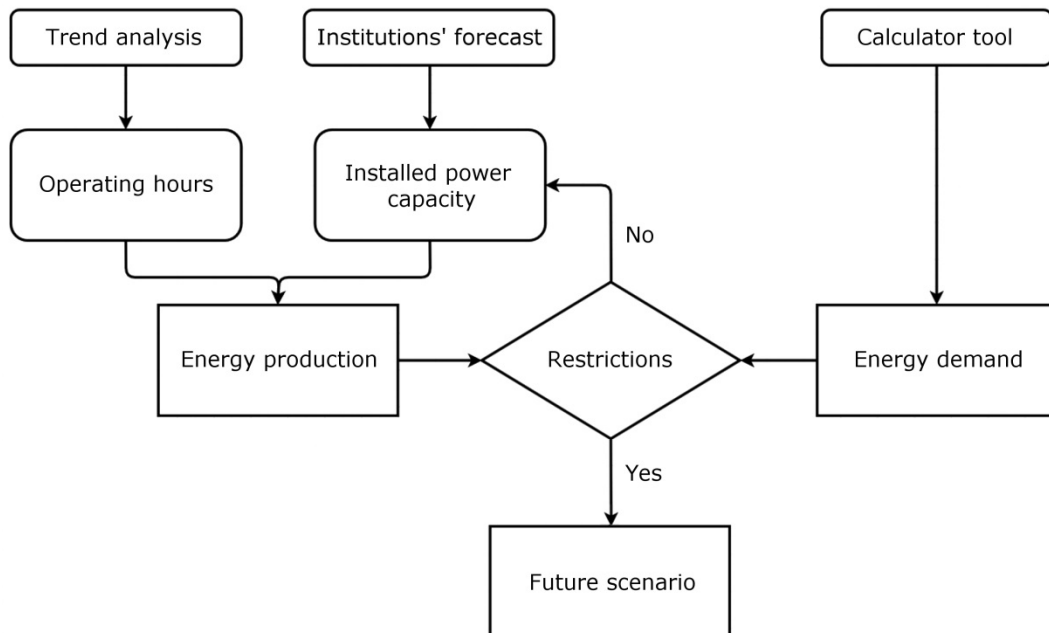 Trend analysis
Institutions' forecast
Calculator tool
Operating hours
Installed power
capacity
No
Energy production
Restrictions
Energy demand
Yes
Future scenario